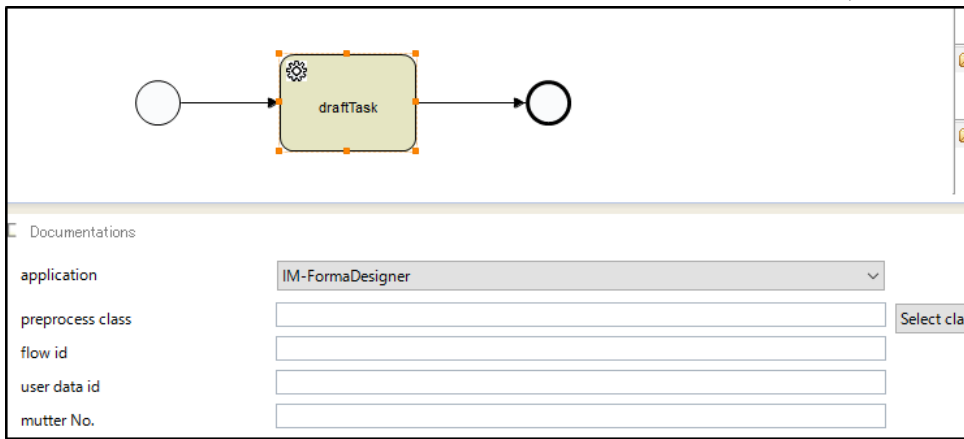 draftTask
Documentations
application
IM-FormaDesigner
preprocess class
Select cla
flow id
user data id
mutter No.